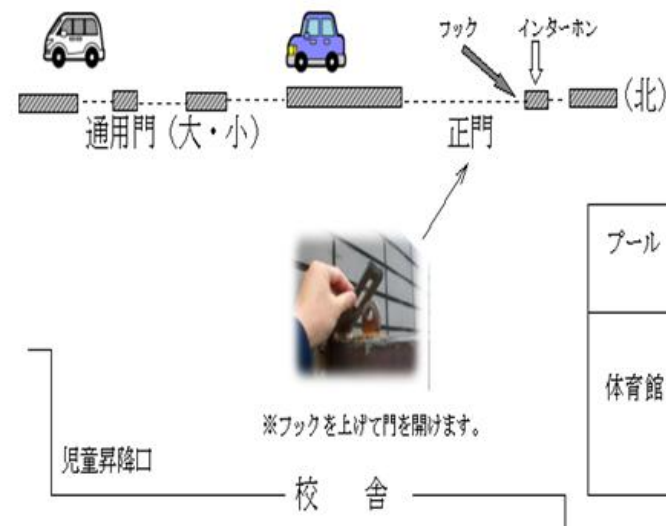 フック
インターホン
(北)
通用門(大・小)
正門
プール
体育館
※フックを上げて門を開けます。
児童昇降口
校 舎